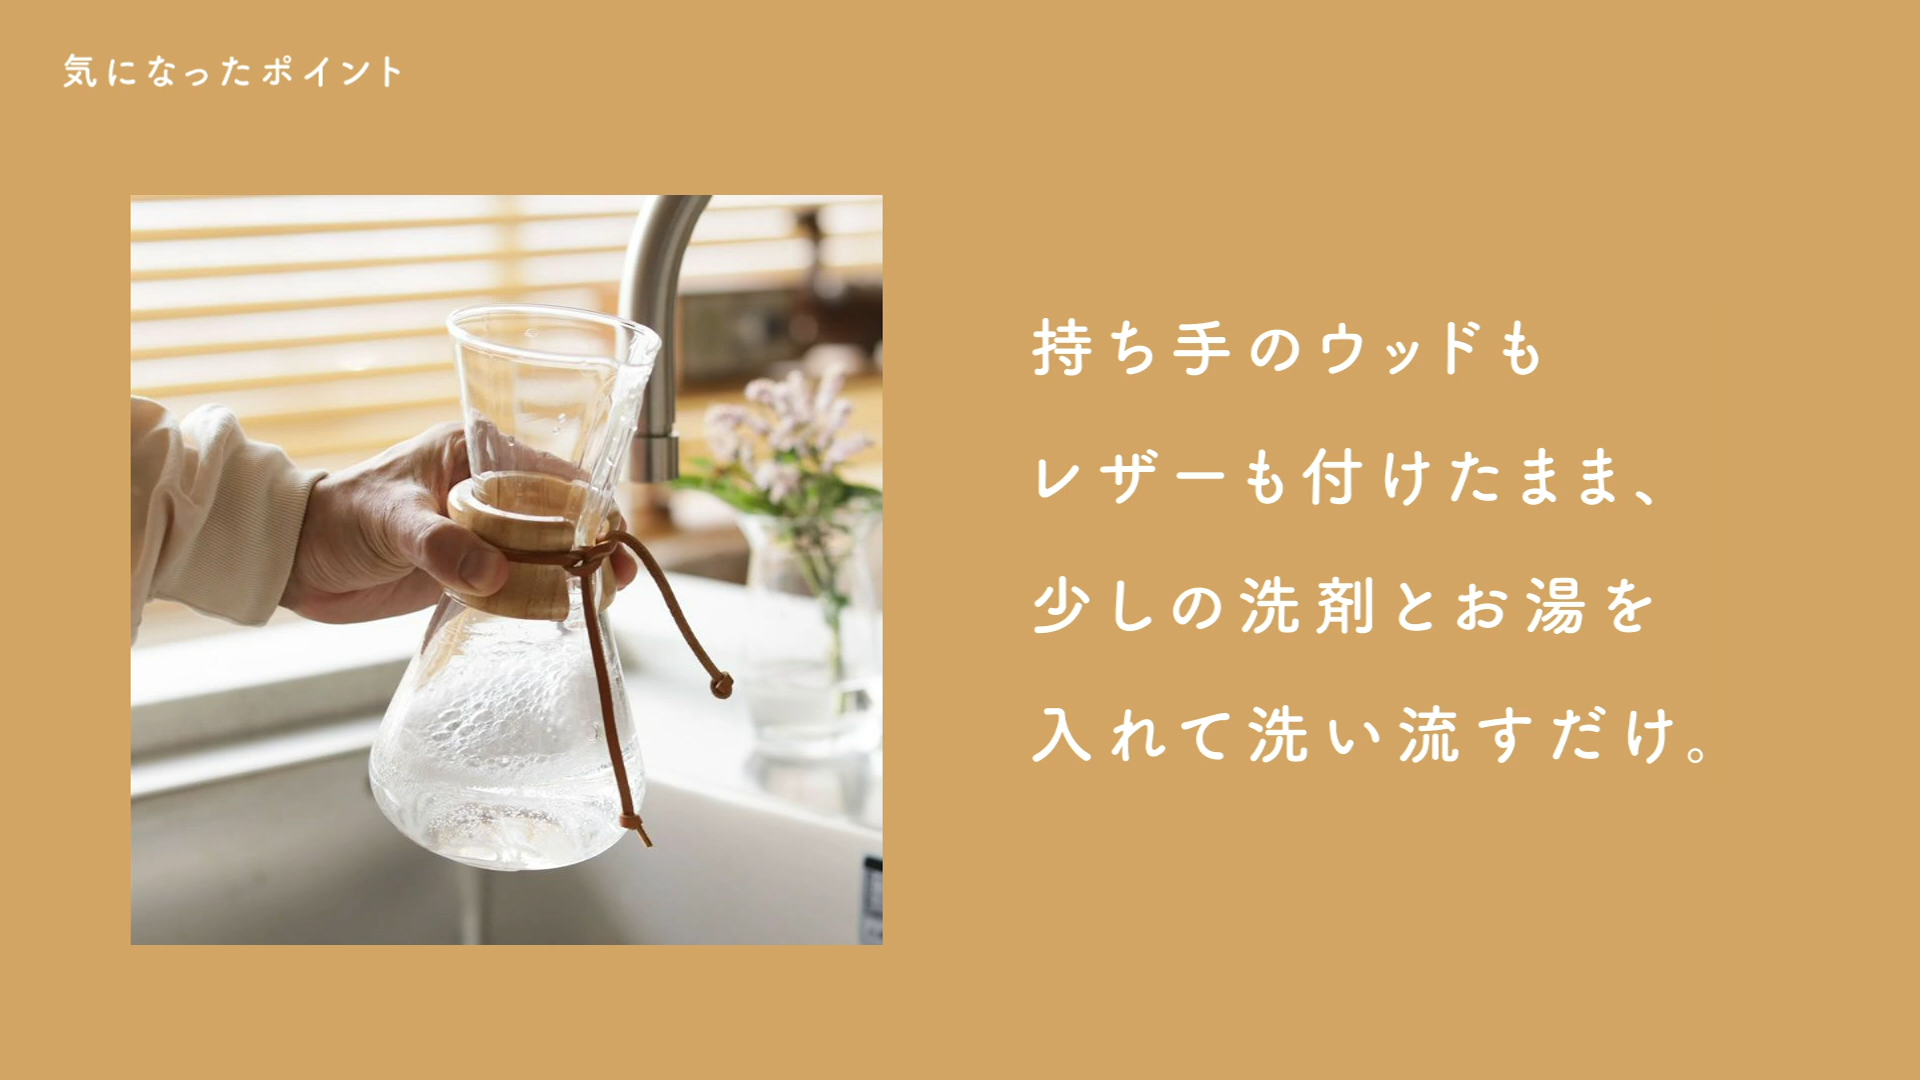 気になったポイント
持ち手のウッドも
レザーも付けたまま、
少しの洗剤とお湯を
入れて洗い流すだけ。